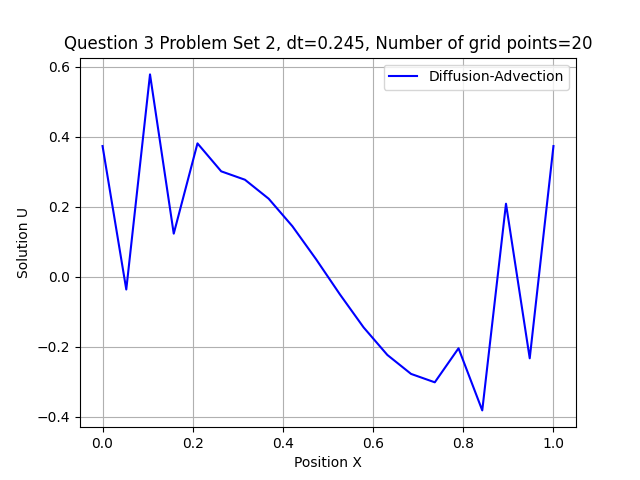 Question 3 Problem Set 2, dt=0.245, Number of grid points=20
Diffusion-Advection
0.6
0.4
0.2
0.0
−0.2
−0.4
Solution U
0.0 0.2 0.4 0.6 0.8 1.0
Position X